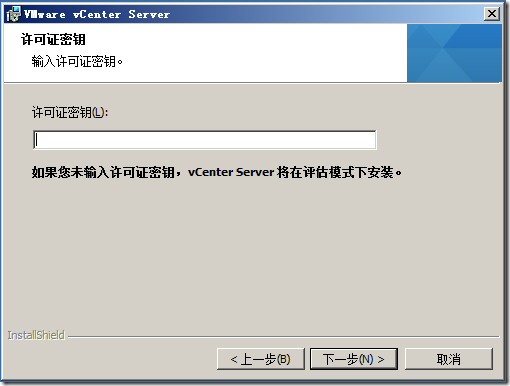 VMware vCenter Server
许可证密钥
输入许可证密钥。
许可证密钥(L):
如果您未输入许可证密钥，vCenter Server 将在评估模式下安装。
InstallShield
< 上一步(B)
下一步(N) >
取消